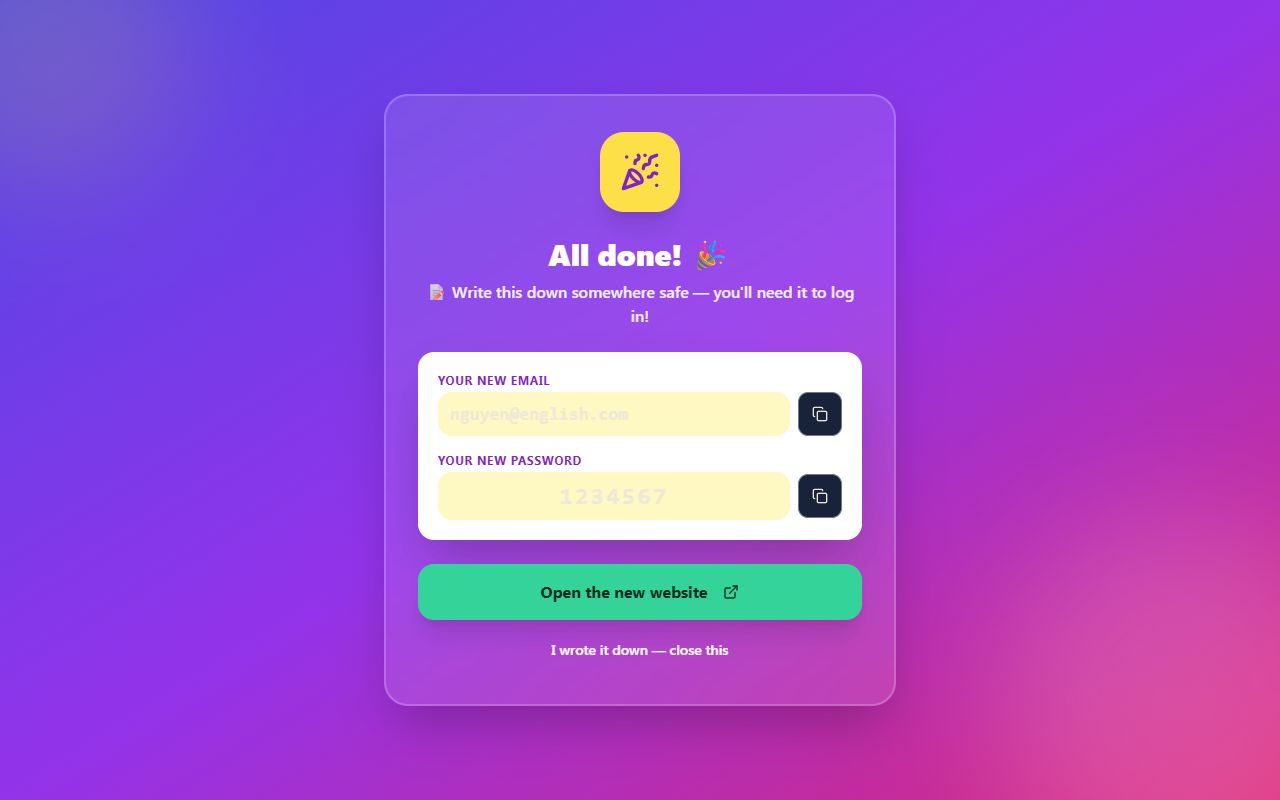 All done! 🎉
📝 Write this down somewhere safe — you'll need it to log
in!
YOUR NEW EMAIL
nguyen@english.com
YOUR NEW PASSWORD
1234567
Open the new website
I wrote it down — close this